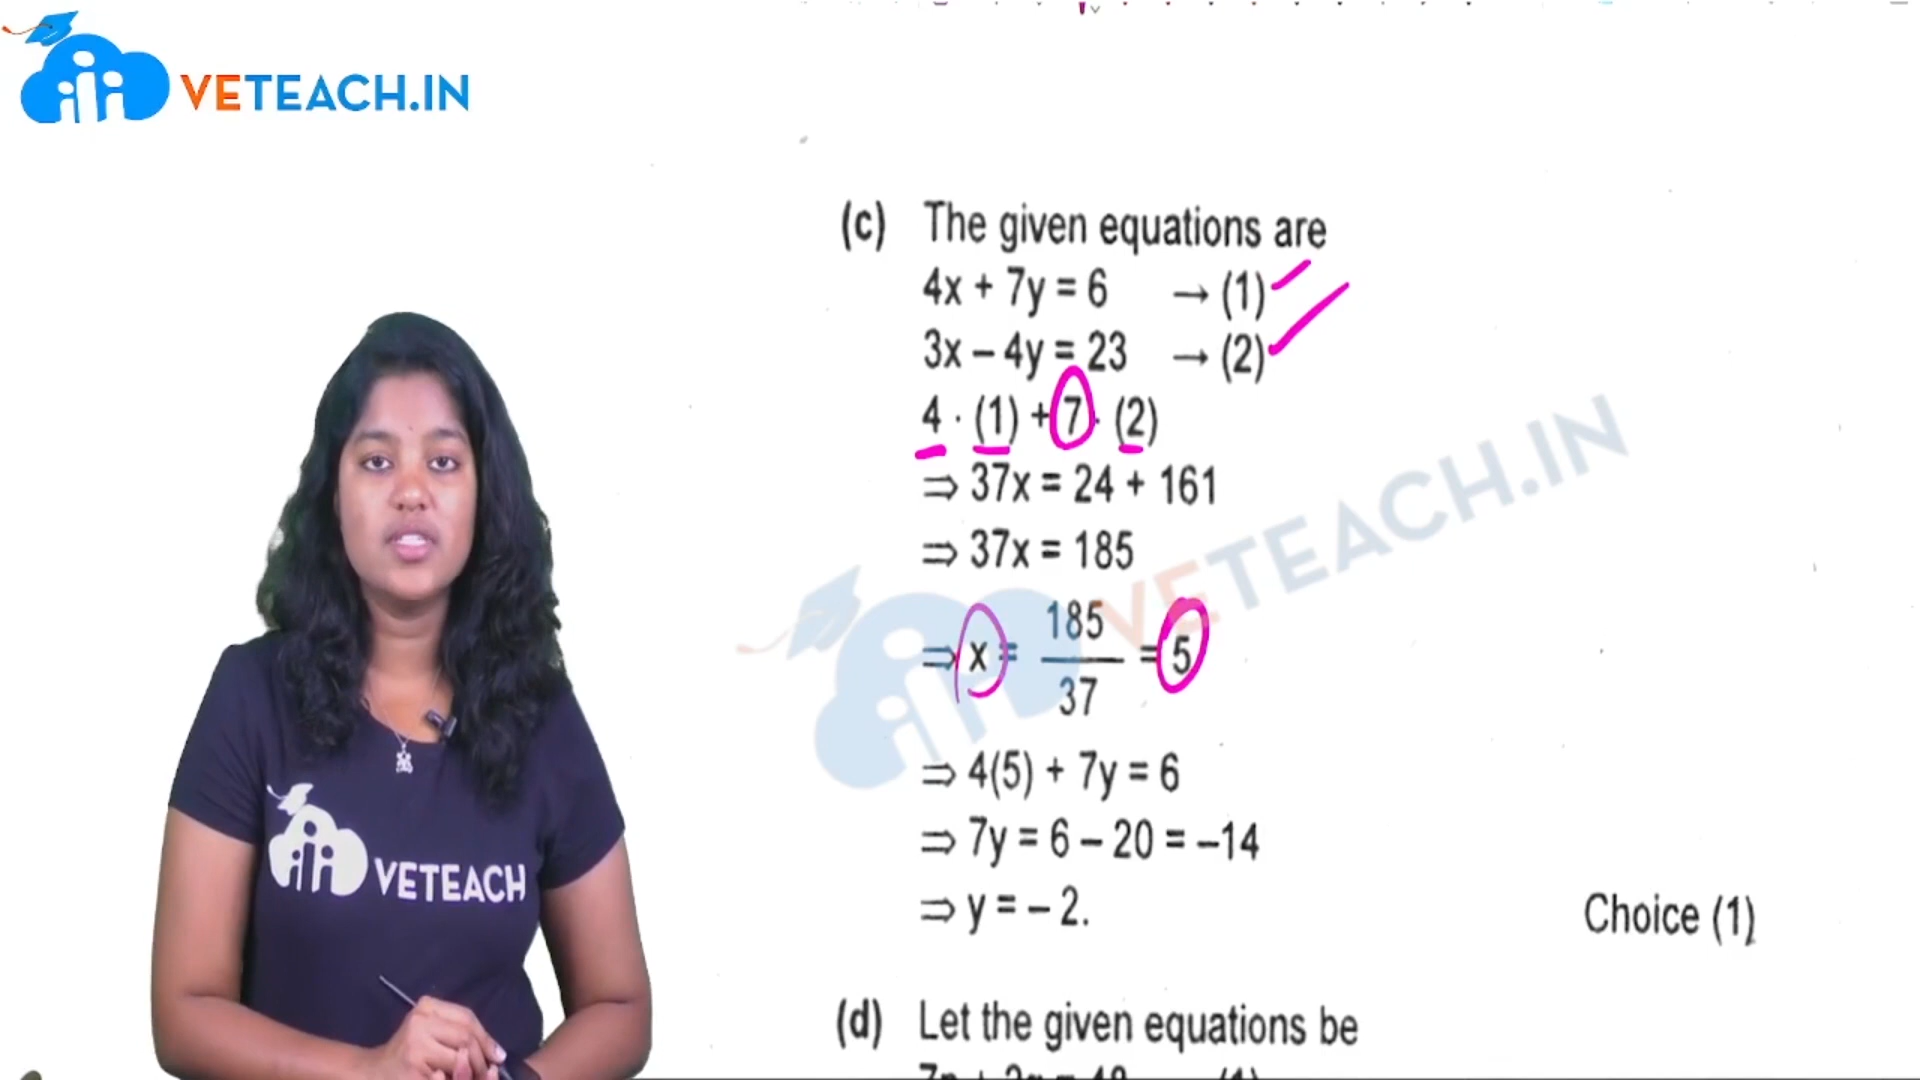 VETEACH.IN
(c) The given equations are
4x + 7y = 6 → (1)
3x – 4y = 23 → (2)
4 · (1) + 7 · (2)
⇒ 37x = 24 + 161
⇒ 37x = 185
⇒ x = 185/37 = 5
⇒ 4(5) + 7y = 6
⇒ 7y = 6 – 20 = –14
⇒ y = – 2.
Choice (1)
(d) Let the given equations be
VETEACH.IN
VETEACH